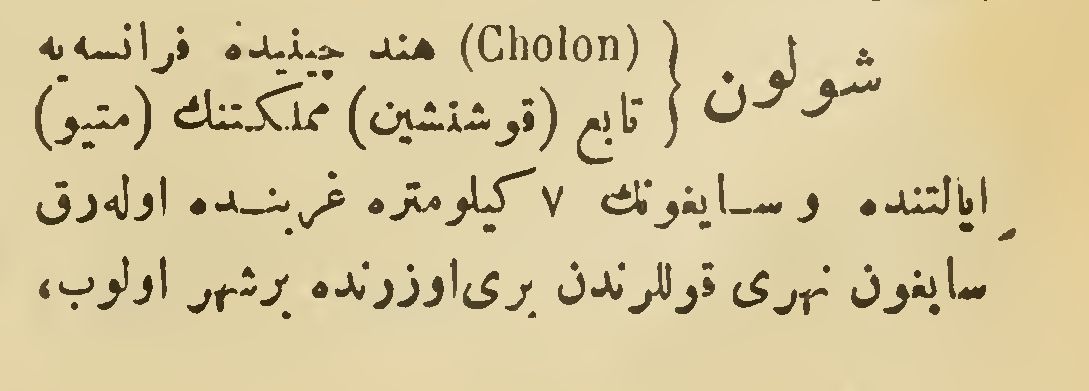 شولون } (Cholon) هند چینیده فرانسه‌یه
تابع (قوشنشین) مملکتنك (متیو)
ایالتنده و سایغونك ٧ کیلومتره غربنده اوله‌رق
سایغون نهری قوللرندن بری اوزرنده برشهر اولوب،